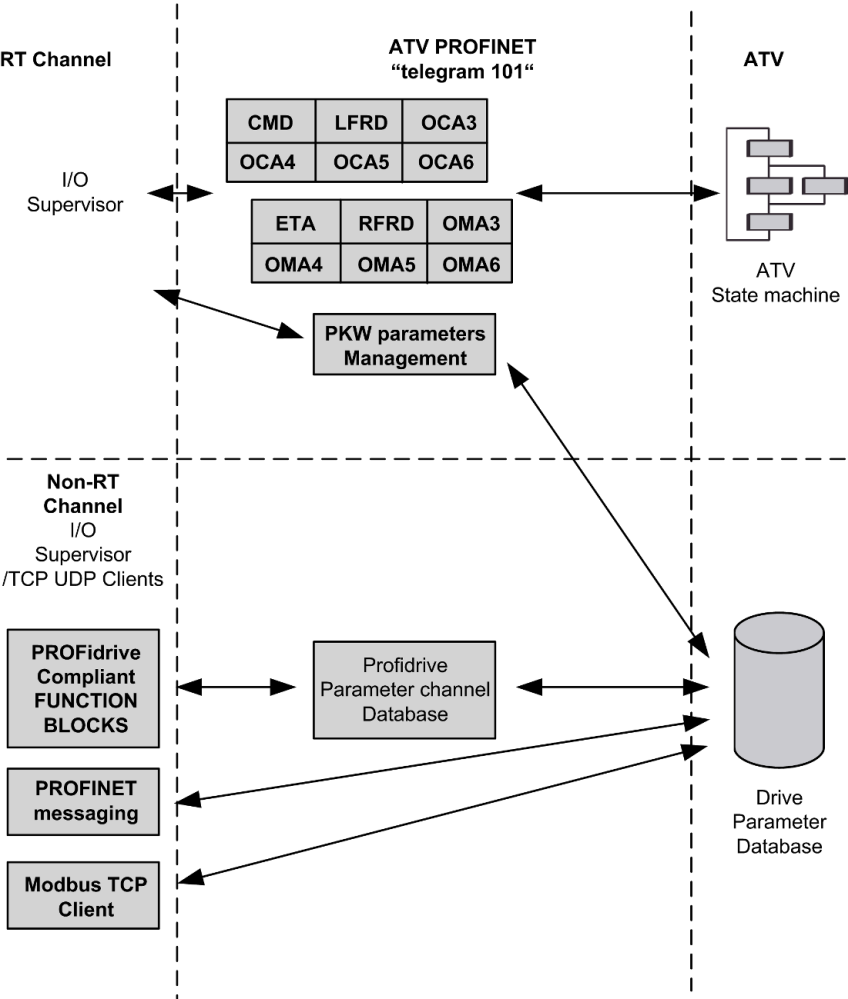 RT Channel
ATV PROFINET
“telegram 101“
ATV
CMD LFRD OCA3
OCA4 OCA5 OCA6
I/O
Supervisor
ETA RFRD OMA3
OMA4 OMA5 OMA6
ATV
State machine
PKW parameters
Management
Non-RT
Channel
I/O
Supervisor
/TCP UDP Clients
PROFidrive
Compliant
FUNCTION
BLOCKS
Profidrive
Parameter channel
Database
PROFINET
messaging
Drive
Parameter
Database
Modbus TCP
Client